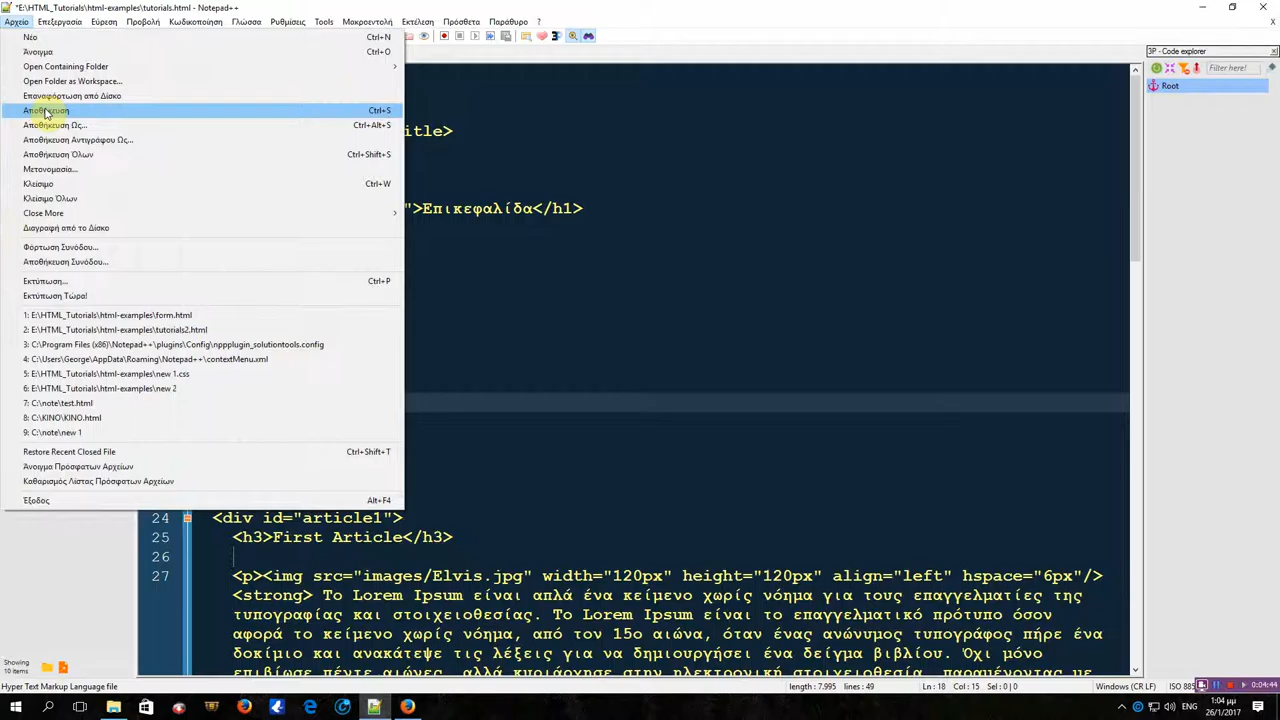 *E:\HTML_Tutorials\html-examples\tutorials.html - Notepad++
Αρχείο Επεξεργασία Εύρεση Προβολή Κωδικοποίηση Γλώσσα Ρυθμίσεις Tools Μακροεντολή Εκτέλεση Πρόσθετα Παράθυρο ?
Νέο Ctrl+N
Άνοιγμα Ctrl+O
Open Containing Folder
Open Folder as Workspace...
Επαναφόρτωση από Δίσκο
Αποθήκευση Ctrl+S
Αποθήκευση Ως... Ctrl+Alt+S
Αποθήκευση Αντιγράφου Ως...
Αποθήκευση Όλων Ctrl+Shift+S
Μετονομασία...
Κλείσιμο Ctrl+W
Κλείσιμο Όλων
Close More
Διαγραφή από το Δίσκο
Φόρτωση Συνόδου...
Αποθήκευση Συνόδου...
Εκτύπωση... Ctrl+P
Εκτύπωση Τώρα!
1: E:\HTML_Tutorials\html-examples\form.html
2: E:\HTML_Tutorials\html-examples\tutorials2.html
3: C:\Program Files (x86)\Notepad++\plugins\Config\nppplugin_solutiontools.config
4: C:\Users\George\AppData\Roaming\Notepad++\contextMenu.xml
5: E:\HTML_Tutorials\html-examples\new 1.css
6: E:\HTML_Tutorials\html-examples\new 2
7: C:\note\test.html
8: C:\KINO\KINO.html
9: C:\note\new 1
Restore Recent Closed File Ctrl+Shift+T
Άνοιγμα Πρόσφατων Αρχείων
Καθαρισμός Λίστας Πρόσφατων Αρχείων
Έξοδος Alt+F4
itle>
">Επικεφαλίδα</h1>
24 <div id="article1">
25 <h3>First Article</h3>
26
27 <p><img src="images/Elvis.jpg" width="120px" height="120px" align="left" hspace="6px"/>
<strong> Το Lorem Ipsum είναι απλά ένα κείμενο χωρίς νόημα για τους επαγγελματίες της
τυπογραφίας και στοιχειοθεσίας. Το Lorem Ipsum είναι το επαγγελματικό πρότυπο όσον
αφορά το κείμενο χωρίς νόημα, από τον 15ο αιώνα, όταν ένας ανώνυμος τυπογράφος πήρε ένα
δοκίμιο και ανακάτεψε τις λέξεις για να δημιουργήσει ένα δείγμα βιβλίου. Όχι μόνο
επιβίωσε πέντε αιώνες, αλλά κυριάρχησε στην ηλεκτρονική στοιχειοθεσία, παραμένοντας με
3P - Code explorer
Filter here!
Root
Showing
10 items
Hyper Text Markup Language file length : 7.995 lines : 49 Ln : 18 Col : 15 Sel : 0 | 0 Windows (CR LF) ISO 885
0:04:44
1:04 μμ
26/1/2017